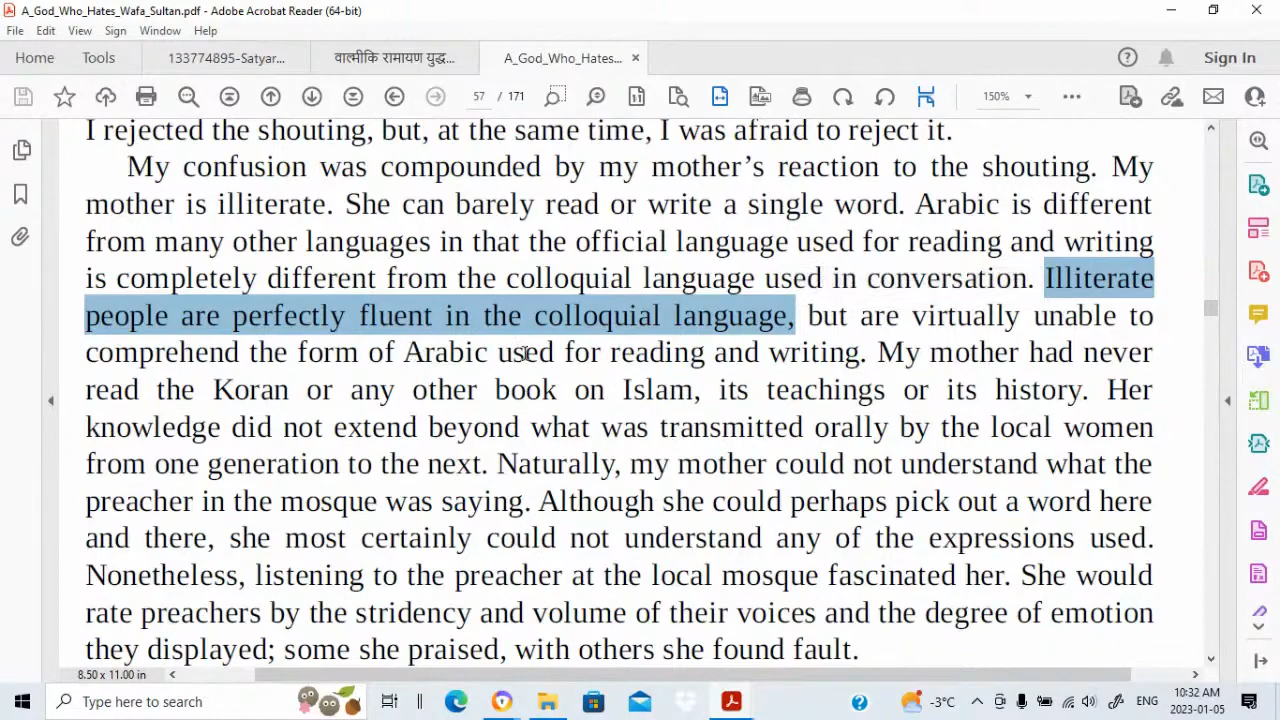 A_God_Who_Hates_Wafa_Sultan.pdf - Adobe Acrobat Reader (64-bit)
File Edit View Sign Window Help
Home Tools 133774895-Satyar... वाल्मीकि रामायण युद्ध... A_God_Who_Hates... Sign In
57 / 171 150%
I rejected the shouting, but, at the same time, I was afraid to reject it.
My confusion was compounded by my mother’s reaction to the shouting. My
mother is illiterate. She can barely read or write a single word. Arabic is different
from many other languages in that the official language used for reading and writing
is completely different from the colloquial language used in conversation. Illiterate
people are perfectly fluent in the colloquial language, but are virtually unable to
comprehend the form of Arabic used for reading and writing. My mother had never
read the Koran or any other book on Islam, its teachings or its history. Her
knowledge did not extend beyond what was transmitted orally by the local women
from one generation to the next. Naturally, my mother could not understand what the
preacher in the mosque was saying. Although she could perhaps pick out a word here
and there, she most certainly could not understand any of the expressions used.
Nonetheless, listening to the preacher at the local mosque fascinated her. She would
rate preachers by the stridency and volume of their voices and the degree of emotion
they displayed; some she praised, with others she found fault.
8.50 x 11.00 in
Type here to search -3°C ENG 10:32 AM
2023-01-05